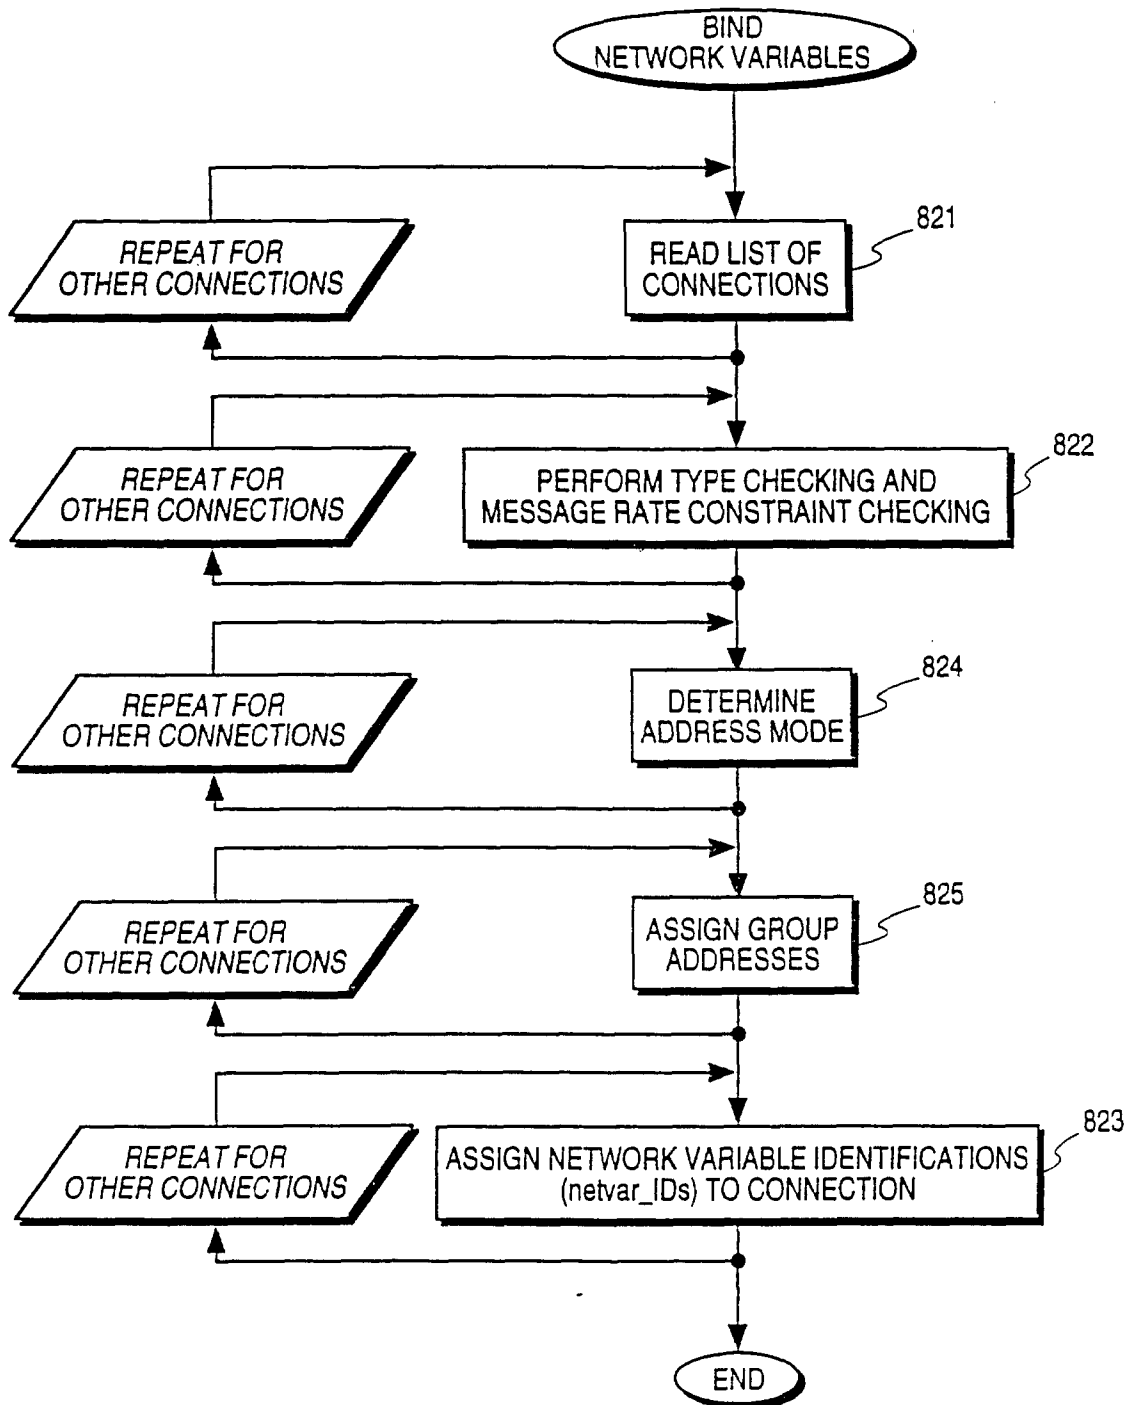 BIND
NETWORK VARIABLES
821
REPEAT FOR
OTHER CONNECTIONS
READ LIST OF
CONNECTIONS
822
REPEAT FOR
OTHER CONNECTIONS
PERFORM TYPE CHECKING AND
MESSAGE RATE CONSTRAINT CHECKING
824
REPEAT FOR
OTHER CONNECTIONS
DETERMINE
ADDRESS MODE
825
REPEAT FOR
OTHER CONNECTIONS
ASSIGN GROUP
ADDRESSES
823
REPEAT FOR
OTHER CONNECTIONS
ASSIGN NETWORK VARIABLE IDENTIFICATIONS
(netvar_IDs) TO CONNECTION
END